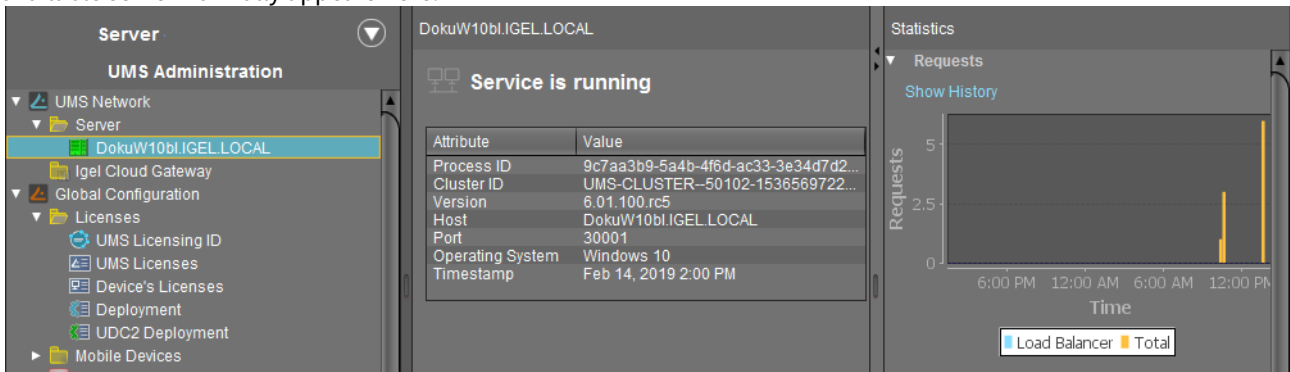 Server
UMS Administration
UMS Network
Server
DokuW10bl.IGEL.LOCAL
Igel Cloud Gateway
Global Configuration
Licenses
UMS Licensing ID
UMS Licenses
Device's Licenses
Deployment
UDC2 Deployment
Mobile Devices
DokuW10bl.IGEL.LOCAL
Service is running
Attribute Value
Process ID 9c7aa3b9-5a4b-4f6d-ac33-3e34d7d2...
Cluster ID UMS-CLUSTER--50102-1536569722...
Version 6.01.100.rc5
Host DokuW10bl.IGEL.LOCAL
Port 30001
Operating System Windows 10
Timestamp Feb 14, 2019 2:00 PM
Statistics
Requests
Show History
Requests
5
2.5
0
6:00 PM 12:00 AM 6:00 AM 12:00 PM
Time
Load Balancer Total